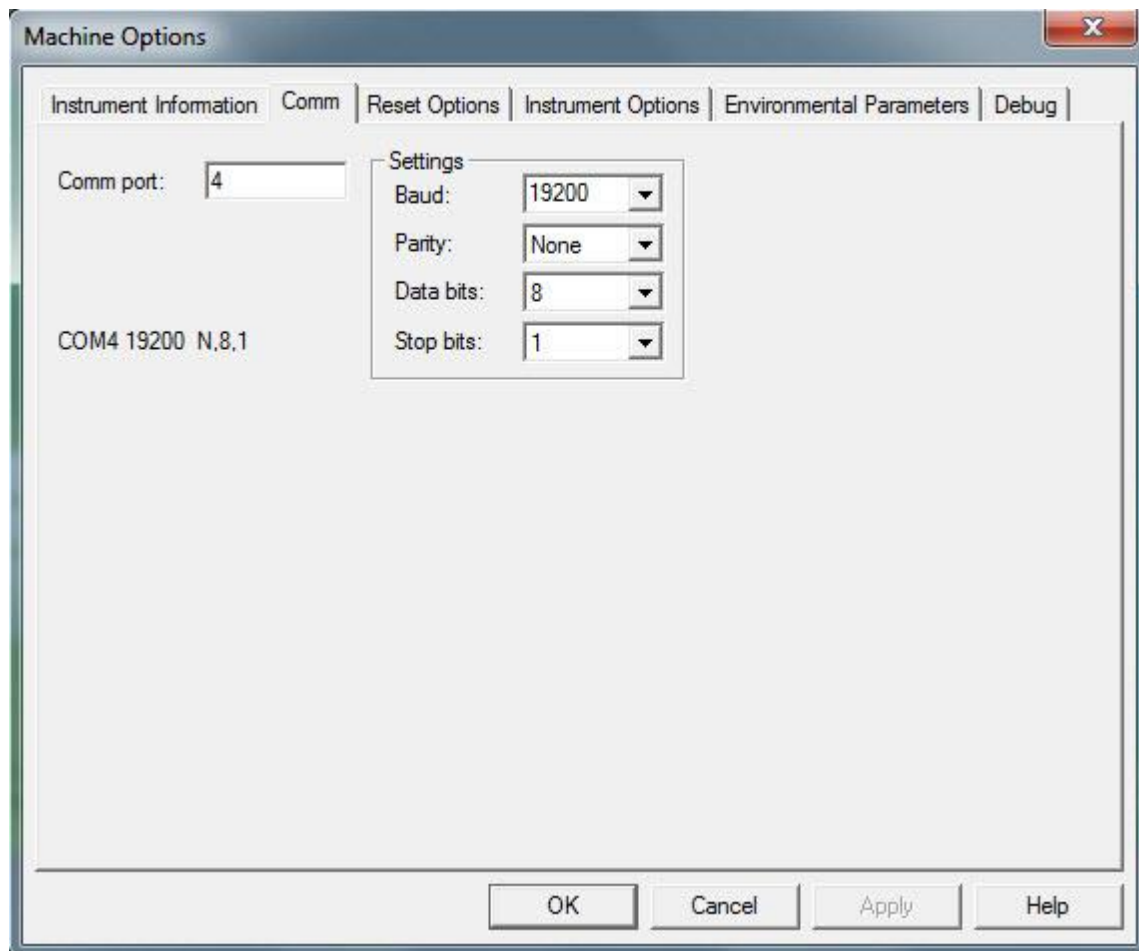 Machine Options
Instrument Information Comm Reset Options Instrument Options Environmental Parameters Debug
Comm port: 4
Settings
Baud: 19200
Parity: None
Data bits: 8
Stop bits: 1
COM4 19200 N,8,1
OK Cancel Apply Help